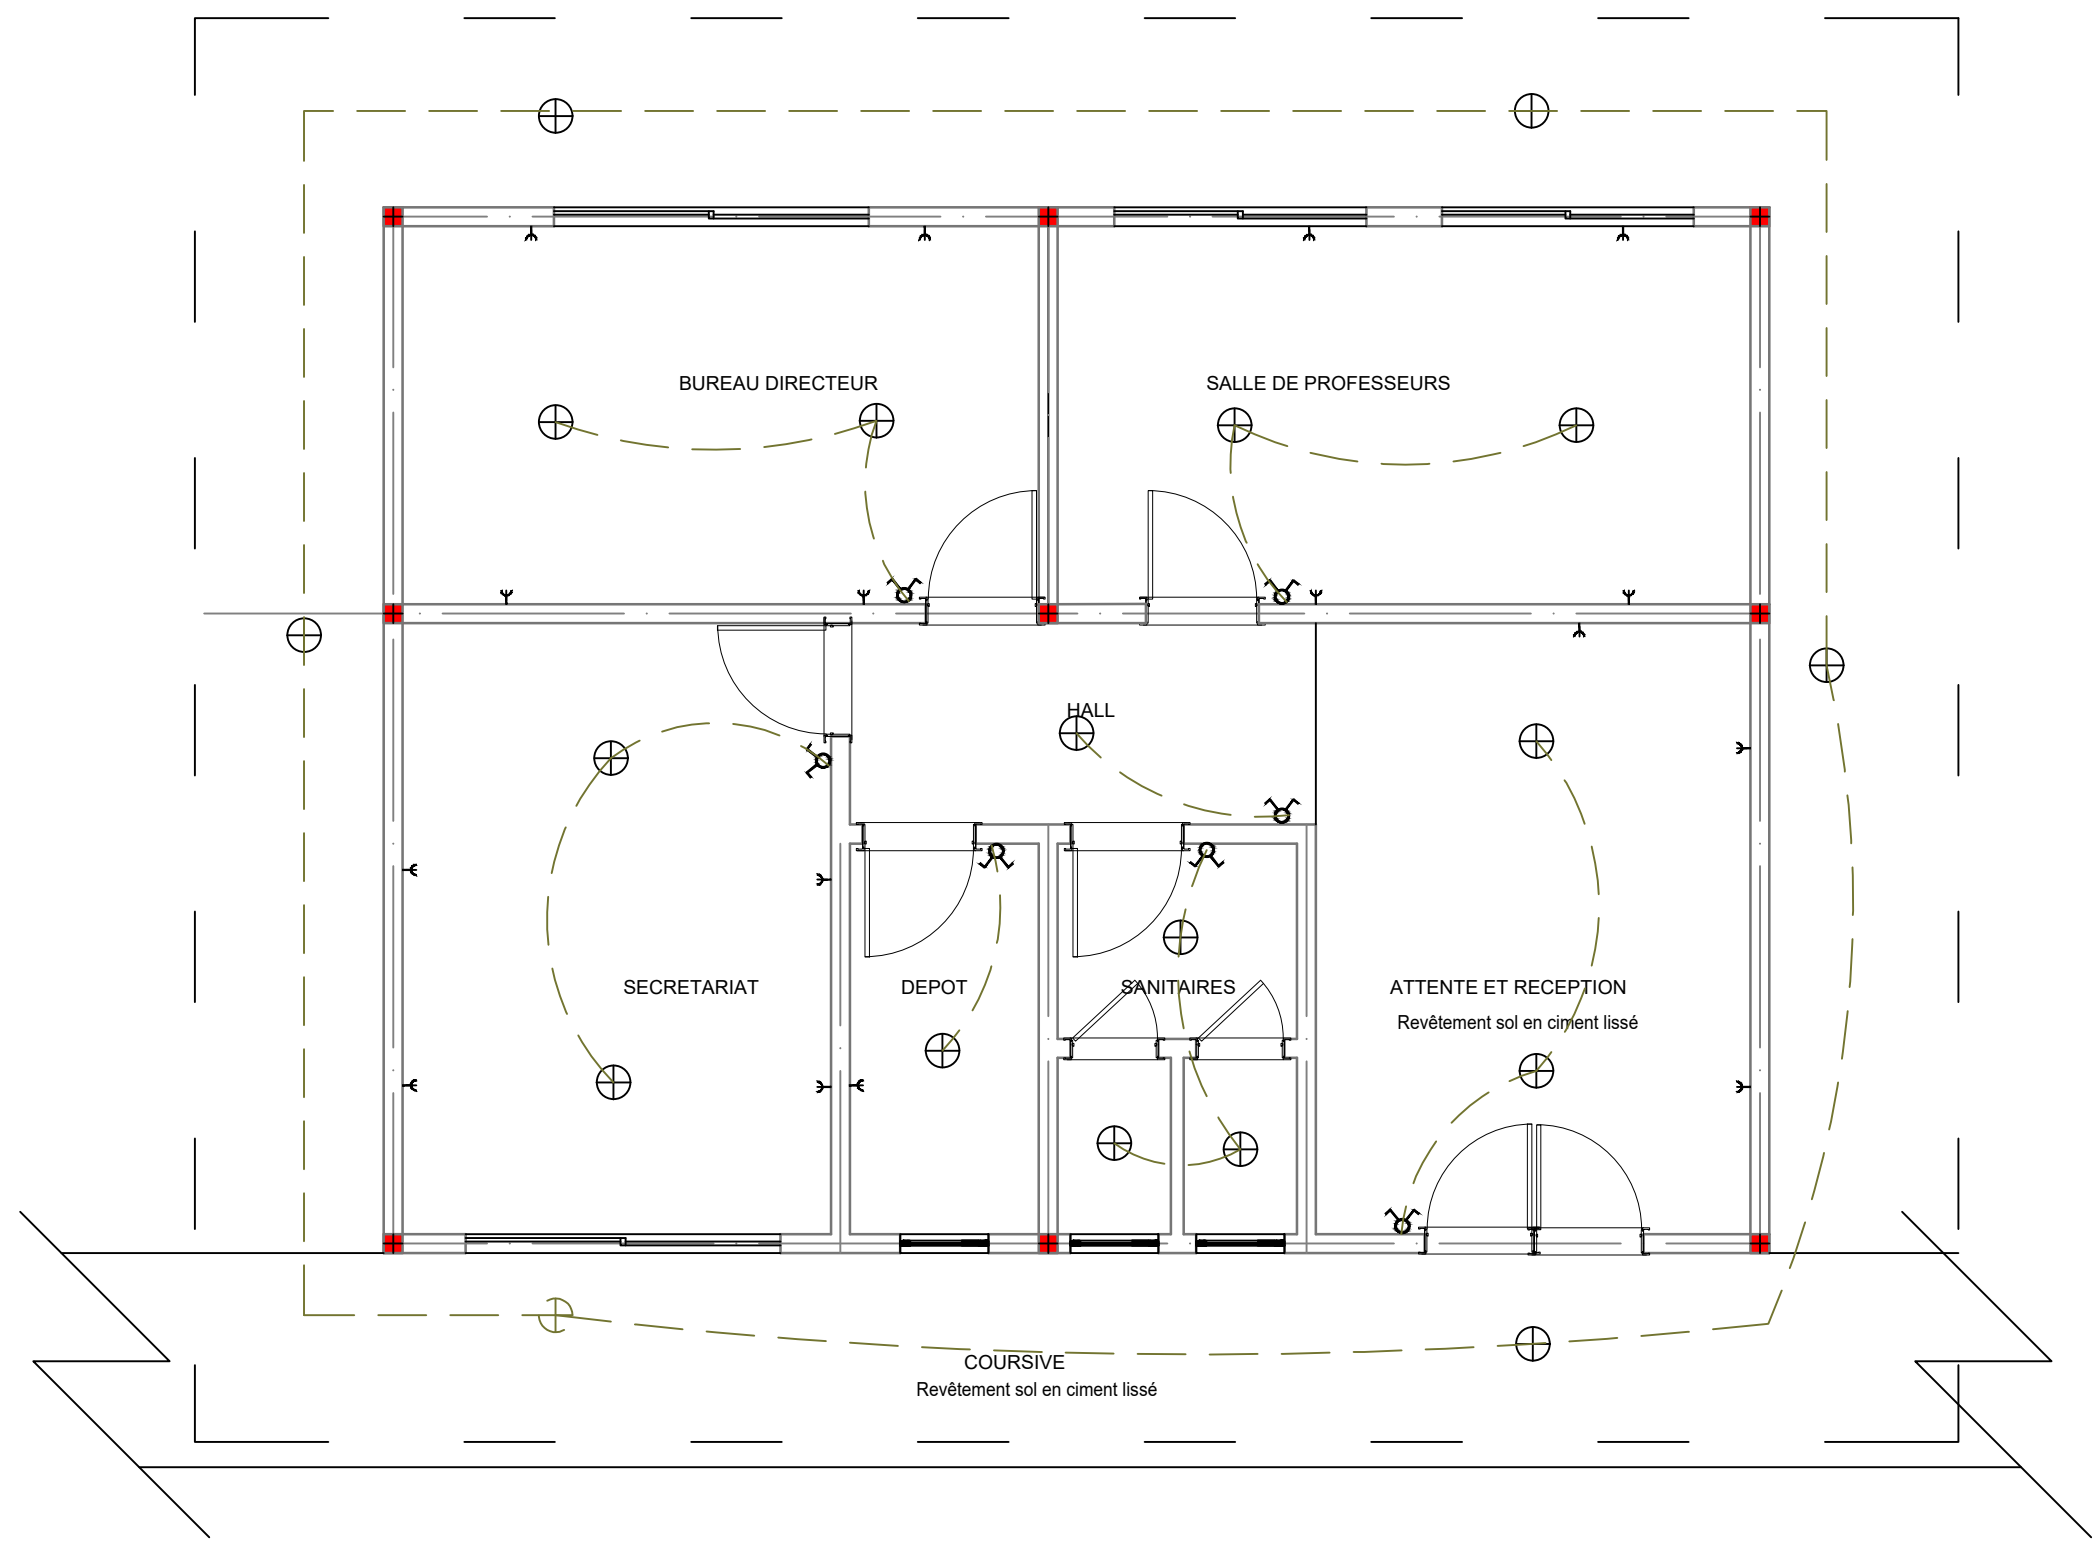 BUREAU DIRECTEUR
SALLE DE PROFESSEURS
HALL
SECRETARIAT
DEPOT
SANITAIRES
ATTENTE ET RECEPTION
Revêtement sol en ciment lissé
COURSIVE
Revêtement sol en ciment lissé